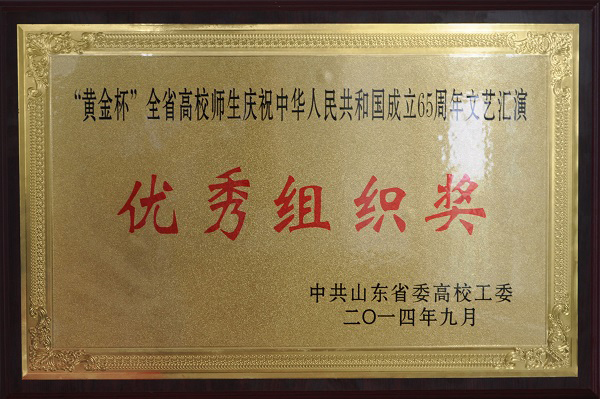 “黄金杯”全省高校师生庆祝中华人民共和国成立65周年文艺汇演
优秀组织奖
中共山东省委高校工委
二〇一四年九月